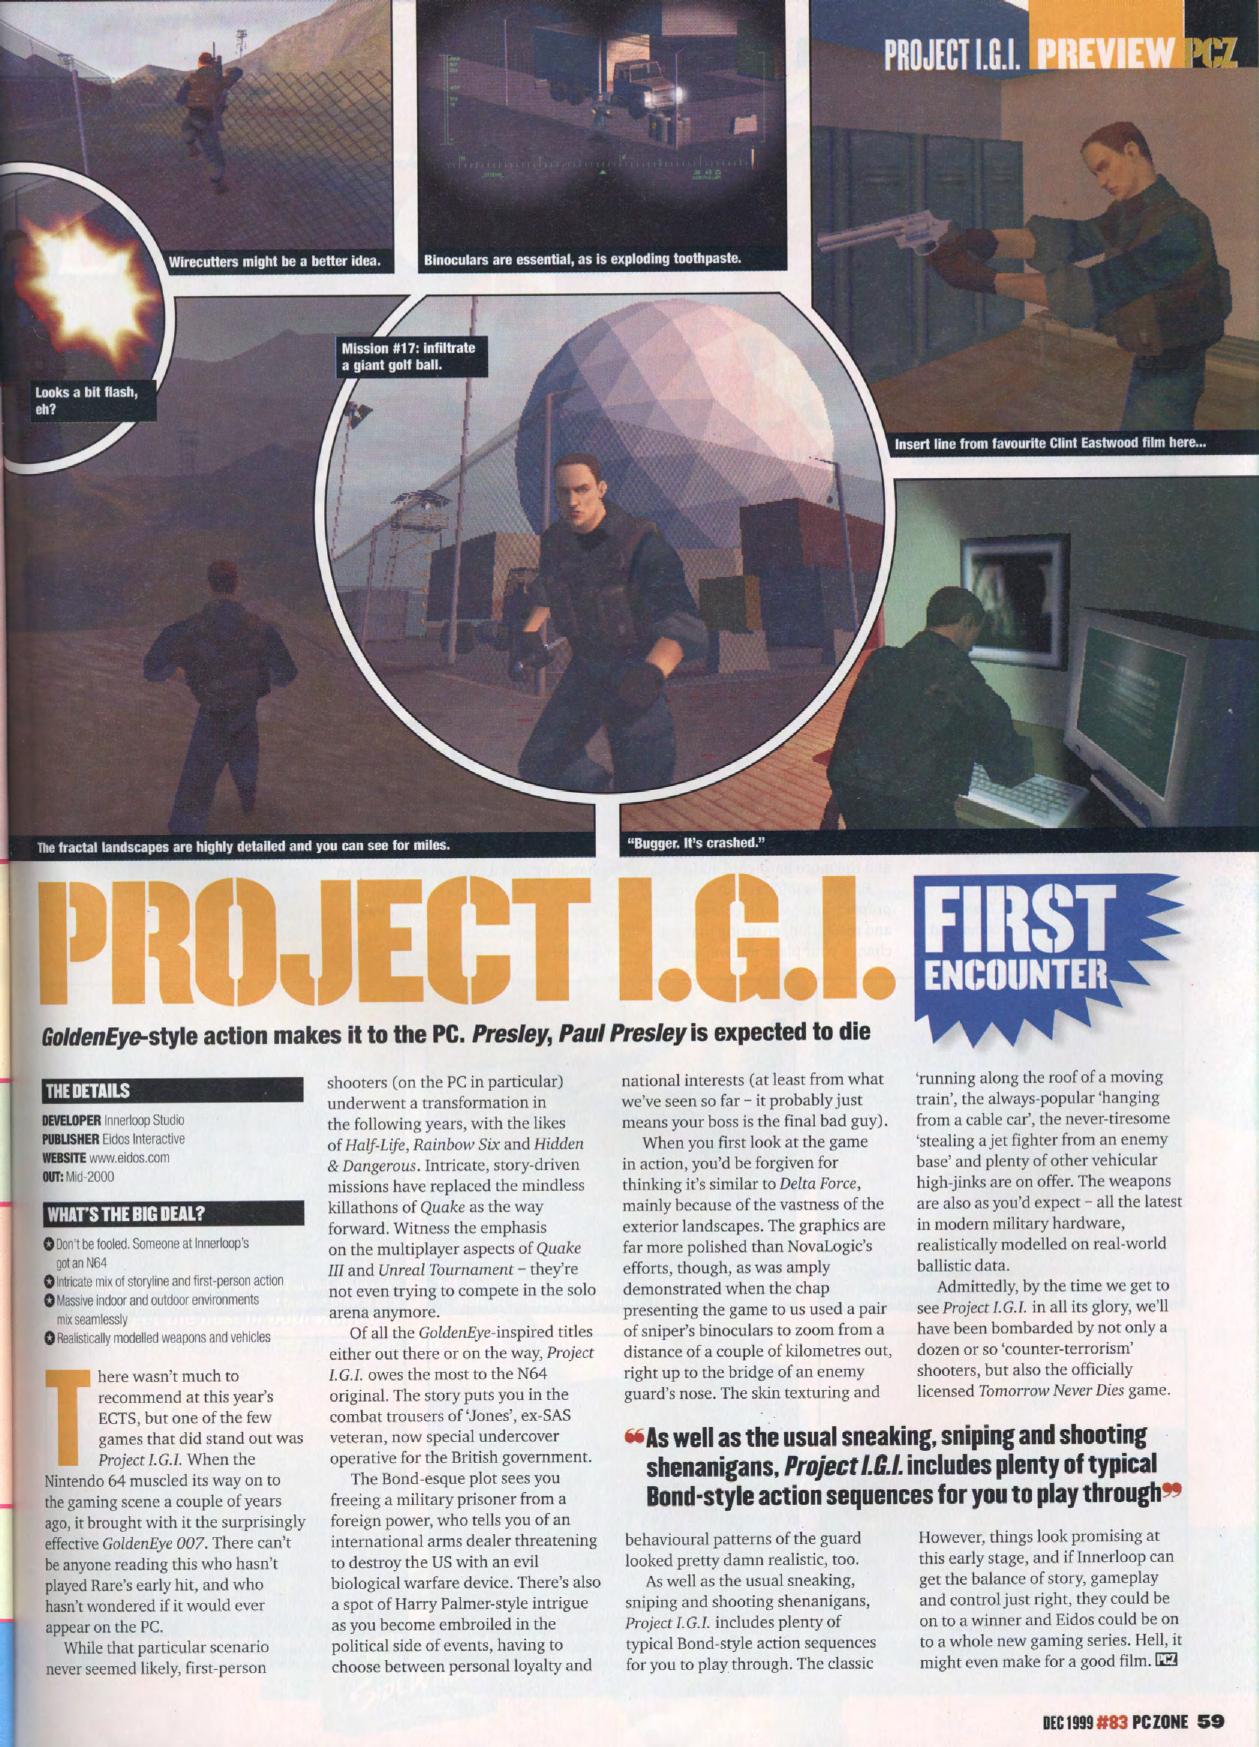 PROJECT I.G.I. PREVIEW PCZ
Wirecutters might be a better idea.
Binoculars are essential, as is exploding toothpaste.
Mission #17: infiltrate
a giant golf ball.
Looks a bit flash,
eh?
Insert line from favourite Clint Eastwood film here...
The fractal landscapes are highly detailed and you can see for miles.
“Bugger. It's crashed.”
PROJECT I.G.I.
FIRST
ENCOUNTER
GoldenEye-style action makes it to the PC. Presley, Paul Presley is expected to die
THE DETAILS
DEVELOPER Innerloop Studio
PUBLISHER Eidos Interactive
WEBSITE www.eidos.com
OUT: Mid-2000
WHAT'S THE BIG DEAL?
Don't be fooled. Someone at Innerloop's
got an N64
Intricate mix of storyline and first-person action
Massive indoor and outdoor environments
mix seamlessly
Realistically modelled weapons and vehicles
There wasn't much to
recommend at this year's
ECTS, but one of the few
games that did stand out was
Project I.G.I. When the
Nintendo 64 muscled its way on to
the gaming scene a couple of years
ago, it brought with it the surprisingly
effective GoldenEye 007. There can't
be anyone reading this who hasn't
played Rare's early hit, and who
hasn't wondered if it would ever
appear on the PC.
While that particular scenario
never seemed likely, first-person
shooters (on the PC in particular)
underwent a transformation in
the following years, with the likes
of Half-Life, Rainbow Six and Hidden
& Dangerous. Intricate, story-driven
missions have replaced the mindless
killathons of Quake as the way
forward. Witness the emphasis
on the multiplayer aspects of Quake
III and Unreal Tournament – they're
not even trying to compete in the solo
arena anymore.
Of all the GoldenEye-inspired titles
either out there or on the way, Project
I.G.I. owes the most to the N64
original. The story puts you in the
combat trousers of 'Jones', ex-SAS
veteran, now special undercover
operative for the British government.
The Bond-esque plot sees you
freeing a military prisoner from a
foreign power, who tells you of an
international arms dealer threatening
to destroy the US with an evil
biological warfare device. There's also
a spot of Harry Palmer-style intrigue
as you become embroiled in the
political side of events, having to
choose between personal loyalty and
national interests (at least from what
we've seen so far – it probably just
means your boss is the final bad guy).
When you first look at the game
in action, you'd be forgiven for
thinking it's similar to Delta Force,
mainly because of the vastness of the
exterior landscapes. The graphics are
far more polished than NovaLogic's
efforts, though, as was amply
demonstrated when the chap
presenting the game to us used a pair
of sniper's binoculars to zoom from a
distance of a couple of kilometres out,
right up to the bridge of an enemy
guard's nose. The skin texturing and
behavioural patterns of the guard
looked pretty damn realistic, too.
As well as the usual sneaking,
sniping and shooting shenanigans,
Project I.G.I. includes plenty of
typical Bond-style action sequences
for you to play through. The classic
'running along the roof of a moving
train', the always-popular 'hanging
from a cable car', the never-tiresome
'stealing a jet fighter from an enemy
base' and plenty of other vehicular
high-jinks are on offer. The weapons
are also as you'd expect – all the latest
in modern military hardware,
realistically modelled on real-world
ballistic data.
Admittedly, by the time we get to
see Project I.G.I. in all its glory, we'll
have been bombarded by not only a
dozen or so 'counter-terrorism'
shooters, but also the officially
licensed Tomorrow Never Dies game.
However, things look promising at
this early stage, and if Innerloop can
get the balance of story, gameplay
and control just right, they could be
on to a winner and Eidos could be on
to a whole new gaming series. Hell, it
might even make for a good film. PCZ
“As well as the usual sneaking, sniping and shooting
shenanigans, Project I.G.I. includes plenty of typical
Bond-style action sequences for you to play through”
DEC 1999 #83 PC ZONE 59